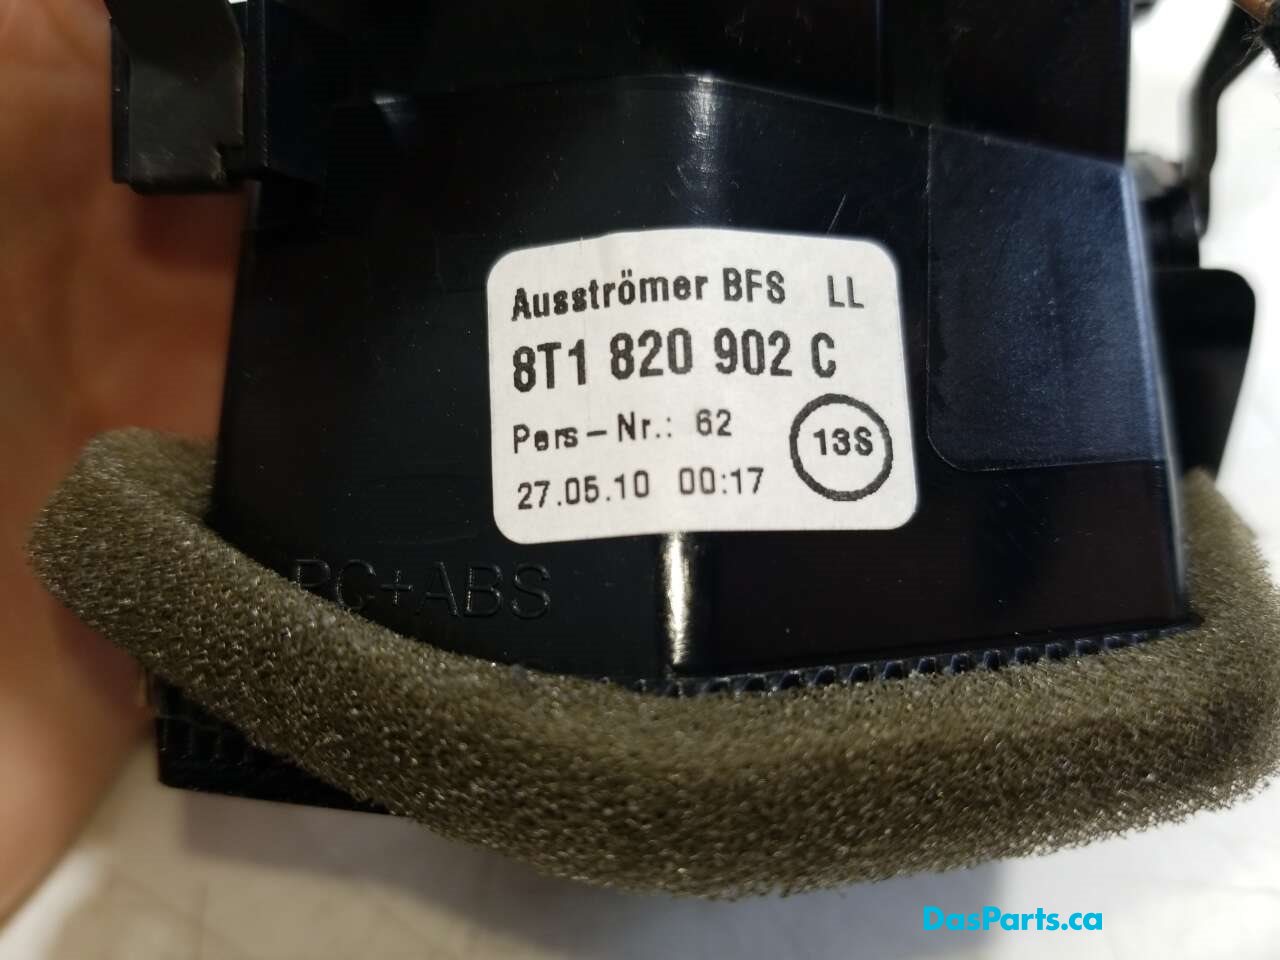 Ausströmer BFS LL
8T1 820 902 C
Pers-Nr.: 62
13S
27.05.10 00:17
PC+ABS
DasParts.ca